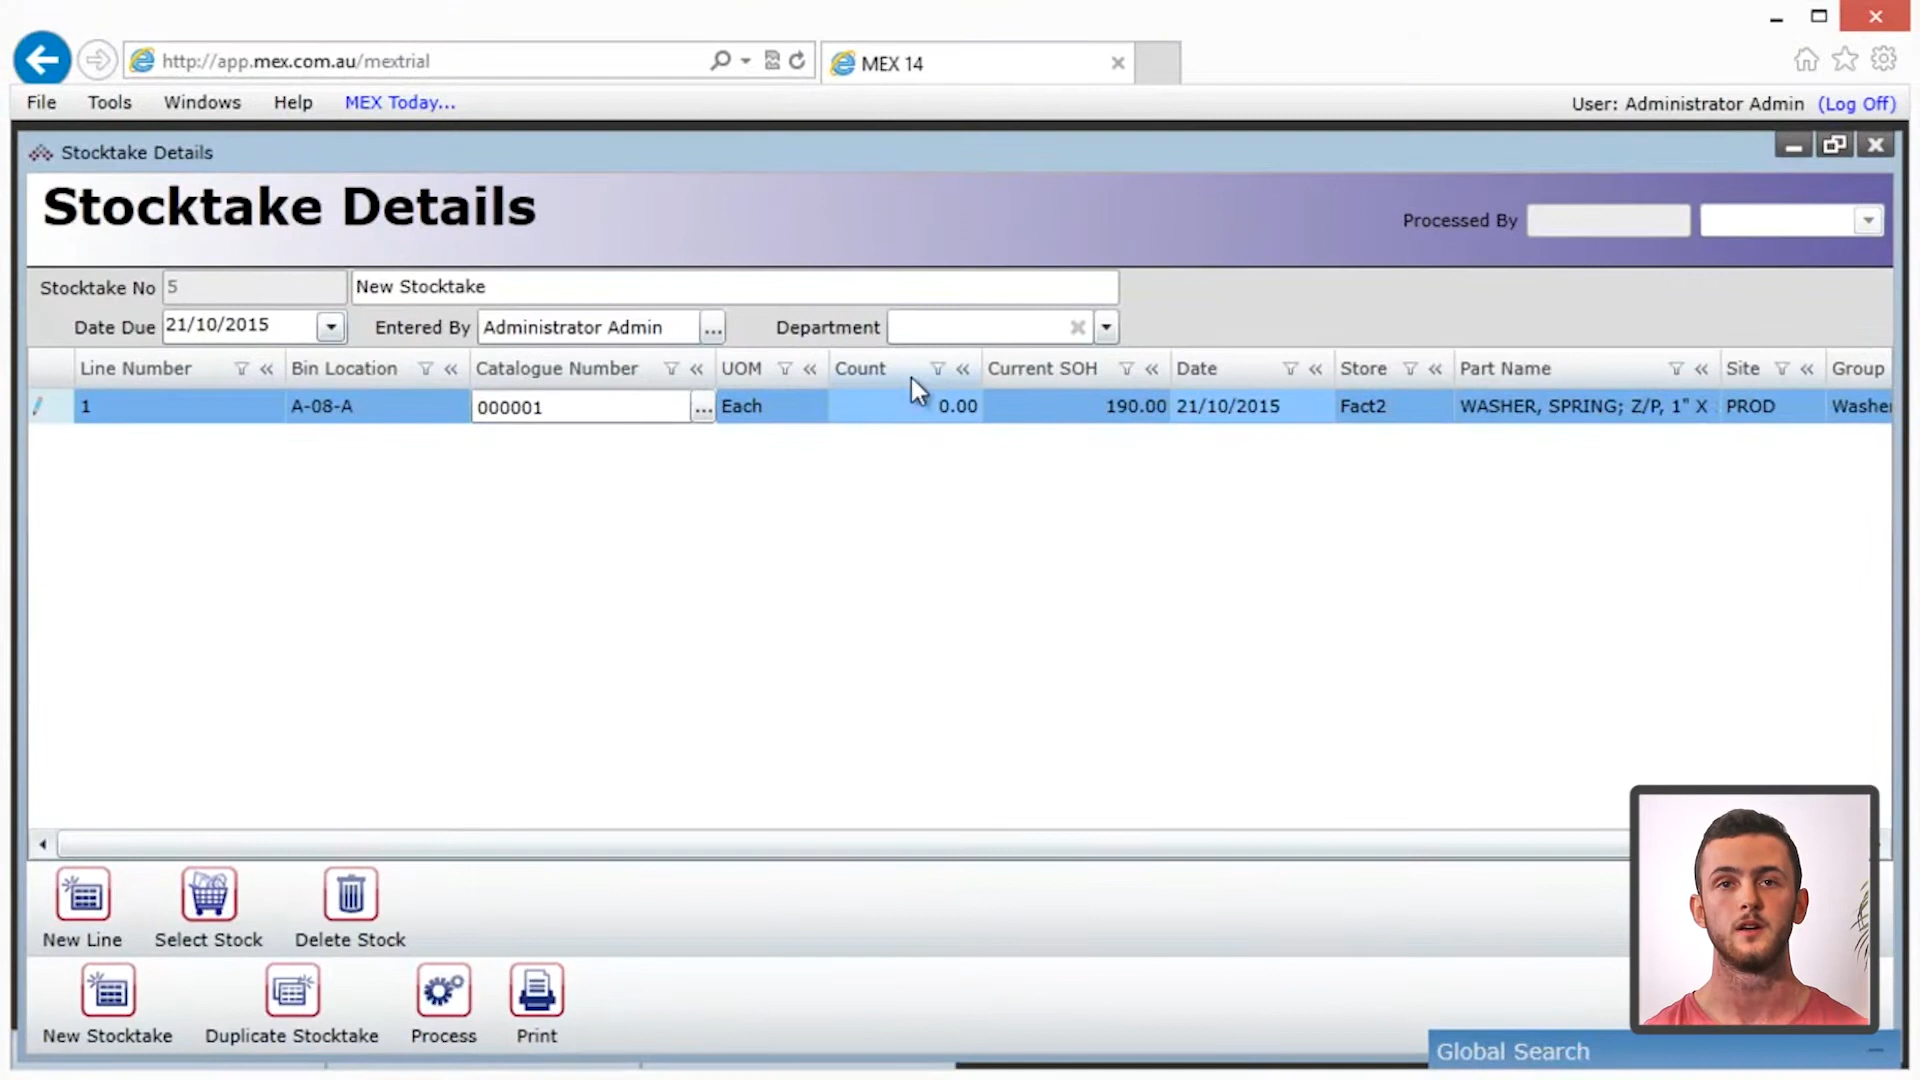 http://app.mex.com.au/mextrial
MEX 14
File Tools Windows Help MEX Today...
User: Administrator Admin (Log Off)
Stocktake Details
Stocktake Details
Processed By
Stocktake No 5 New Stocktake
Date Due 21/10/2015 Entered By Administrator Admin ... Department
Line Number Bin Location Catalogue Number UOM Count Current SOH Date Store Part Name Site Group
1 A-08-A 000001 ... Each 0.00 190.00 21/10/2015 Fact2 WASHER, SPRING; Z/P, 1" X PROD Washe
New Line Select Stock Delete Stock
New Stocktake Duplicate Stocktake Process Print
Global Search